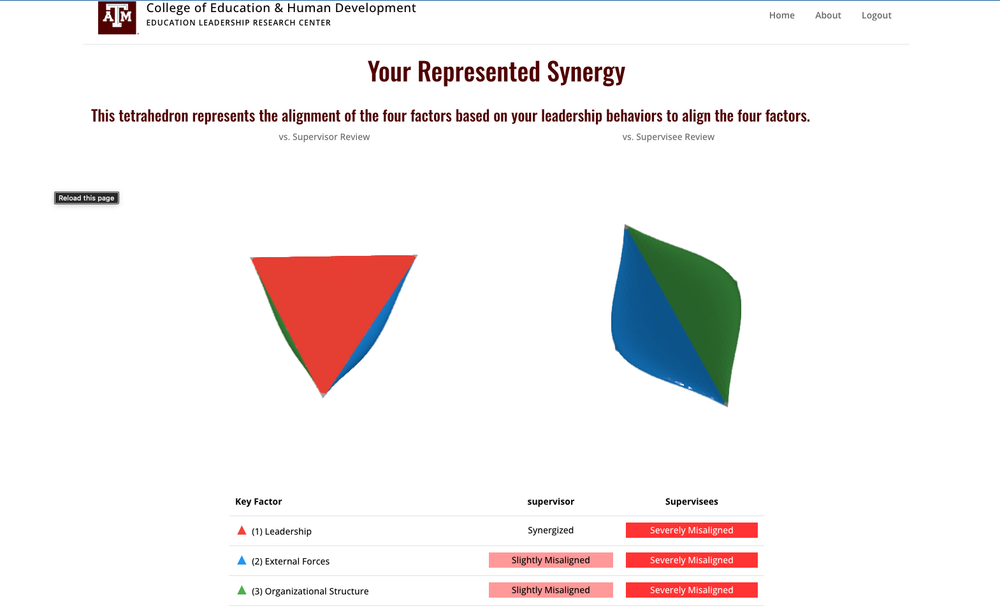 ATM
College of Education & Human Development
EDUCATION LEADERSHIP RESEARCH CENTER
Home About Logout
Your Represented Synergy
This tetrahedron represents the alignment of the four factors based on your leadership behaviors to align the four factors.
vs. Supervisor Review vs. Supervisee Review
Reload this page
Key Factor supervisor Supervisees
(1) Leadership Synergized Severely Misaligned
(2) External Forces Slightly Misaligned Severely Misaligned
(3) Organizational Structure Slightly Misaligned Severely Misaligned